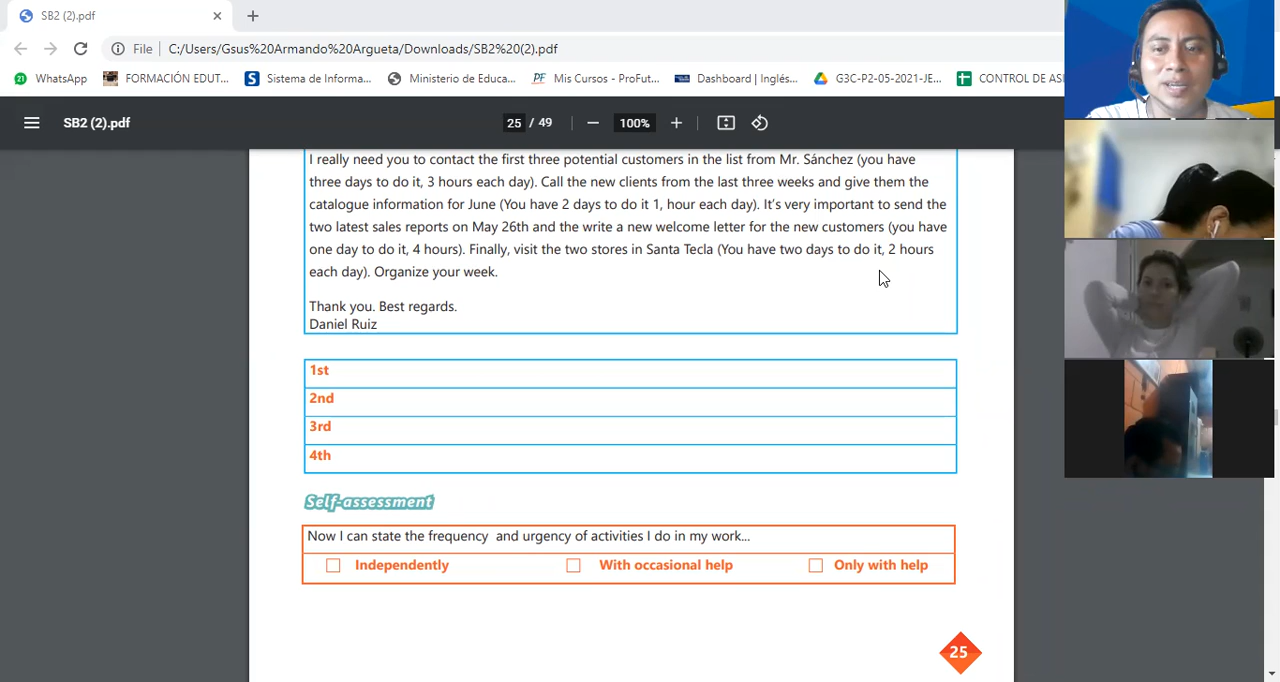 SB2 (2).pdf
File C:/Users/Gsus%20Armando%20Argueta/Downloads/SB2%20(2).pdf
21 WhatsApp FORMACIÓN EDUT... S Sistema de Informa... Ministerio de Educa... PF Mis Cursos - ProFut... Dashboard | Inglés,... G3C-P2-05-2021-JE... CONTROL DE AS
SB2 (2).pdf 25 / 49 100%
I really need you to contact the first three potential customers in the list from Mr. Sánchez (you have
three days to do it, 3 hours each day). Call the new clients from the last three weeks and give them the
catalogue information for June (You have 2 days to do it 1, hour each day). It's very important to send the
two latest sales reports on May 26th and the write a new welcome letter for the new customers (you have
one day to do it, 4 hours). Finally, visit the two stores in Santa Tecla (You have two days to do it, 2 hours
each day). Organize your week.
Thank you. Best regards.
Daniel Ruiz
1st
2nd
3rd
4th
Self-assessment
Now I can state the frequency and urgency of activities I do in my work...
Independently With occasional help Only with help
25